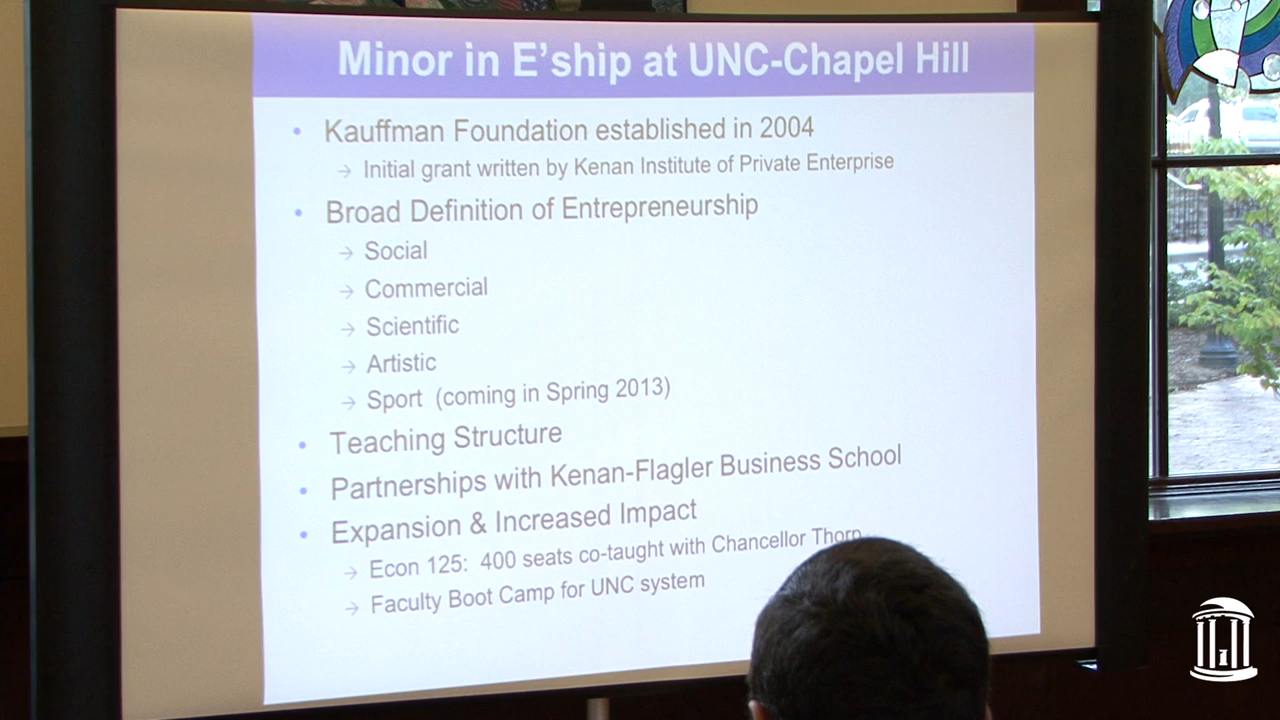 Minor in E'ship at UNC-Chapel Hill
• Kauffman Foundation established in 2004
→ Initial grant written by Kenan Institute of Private Enterprise
• Broad Definition of Entrepreneurship
→ Social
→ Commercial
→ Scientific
→ Artistic
→ Sport (coming in Spring 2013)
• Teaching Structure
• Partnerships with Kenan-Flagler Business School
• Expansion & Increased Impact
→ Econ 125: 400 seats co-taught with Chancellor Thorp
→ Faculty Boot Camp for UNC system